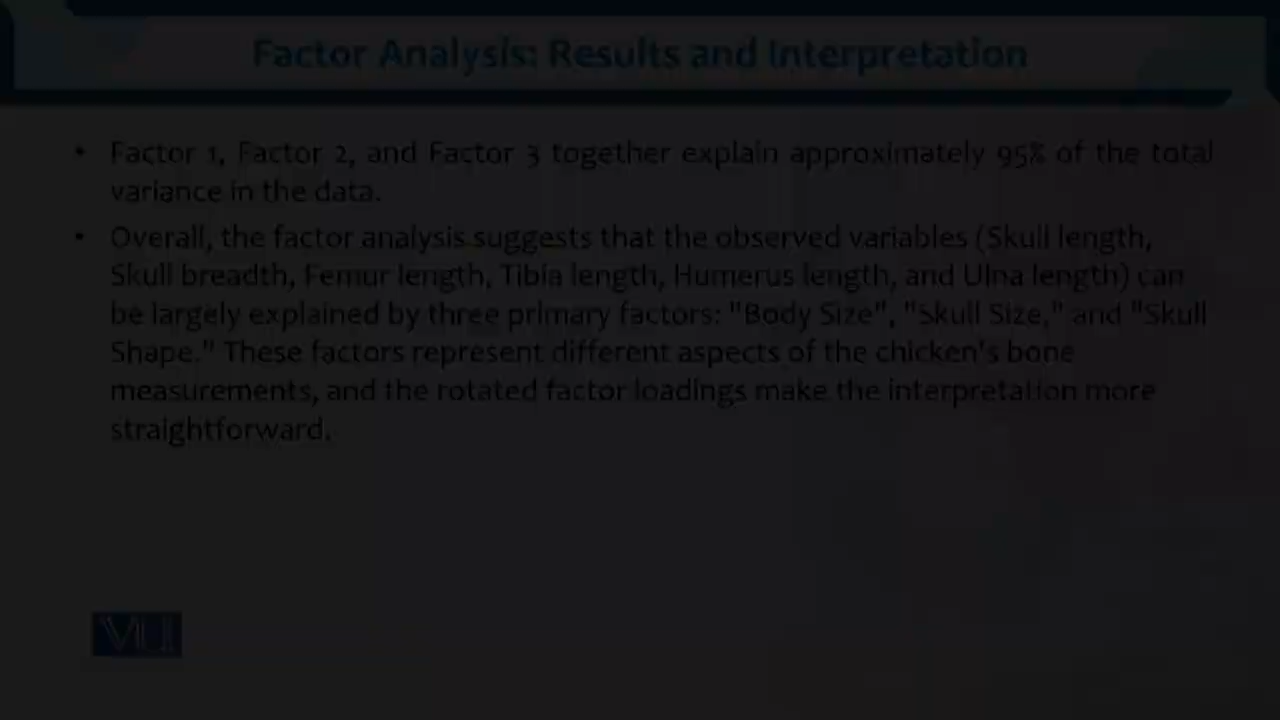 Factor Analysis: Results and Interpretation
• Factor 1, Factor 2, and Factor 3 together explain approximately 95% of the total
variance in the data.
• Overall, the factor analysis suggests that the observed variables (Skull length,
Skull breadth, Femur length, Tibia length, Humerus length, and Ulna length) can
be largely explained by three primary factors: "Body Size", "Skull Size," and "Skull
Shape." These factors represent different aspects of the chicken's bone
measurements, and the rotated factor loadings make the interpretation more
straightforward.
VU